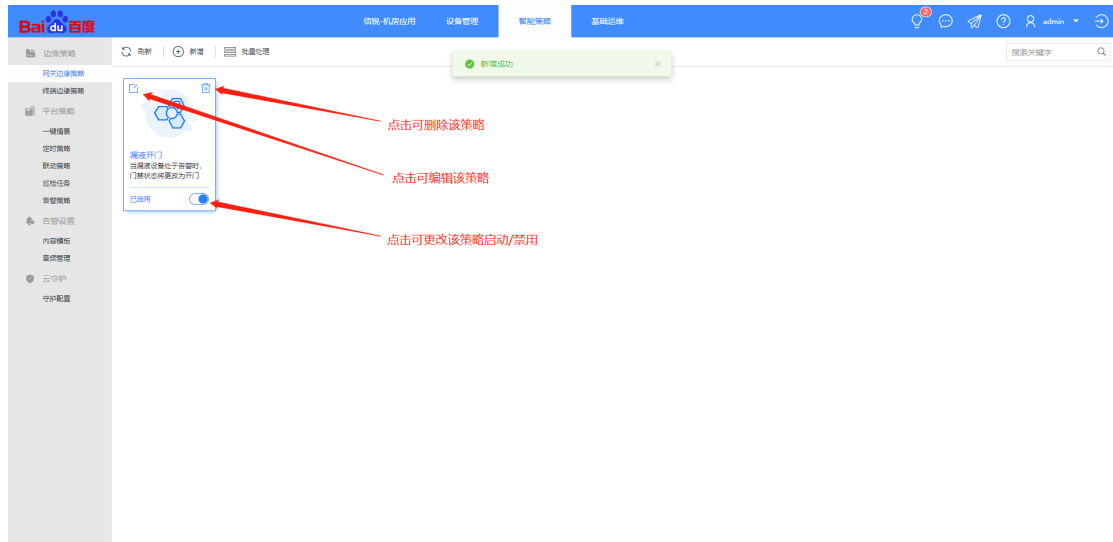 Bai du 百度
信锐-机房应用
设备管理
智能策略
基础运维
2
admin
边缘策略
刷新
新增
批量处理
新增成功
搜索关键字
网关边缘策略
终端边缘策略
平台策略
一键情景
定时策略
联动策略
巡检任务
告警策略
告警设置
内容模板
音频管理
云守护
守护配置
漏液开门
当漏液设备处于告警时,
门禁状态将更改为开门
已启用
点击可删除该策略
点击可编辑该策略
点击可更改该策略启动/禁用